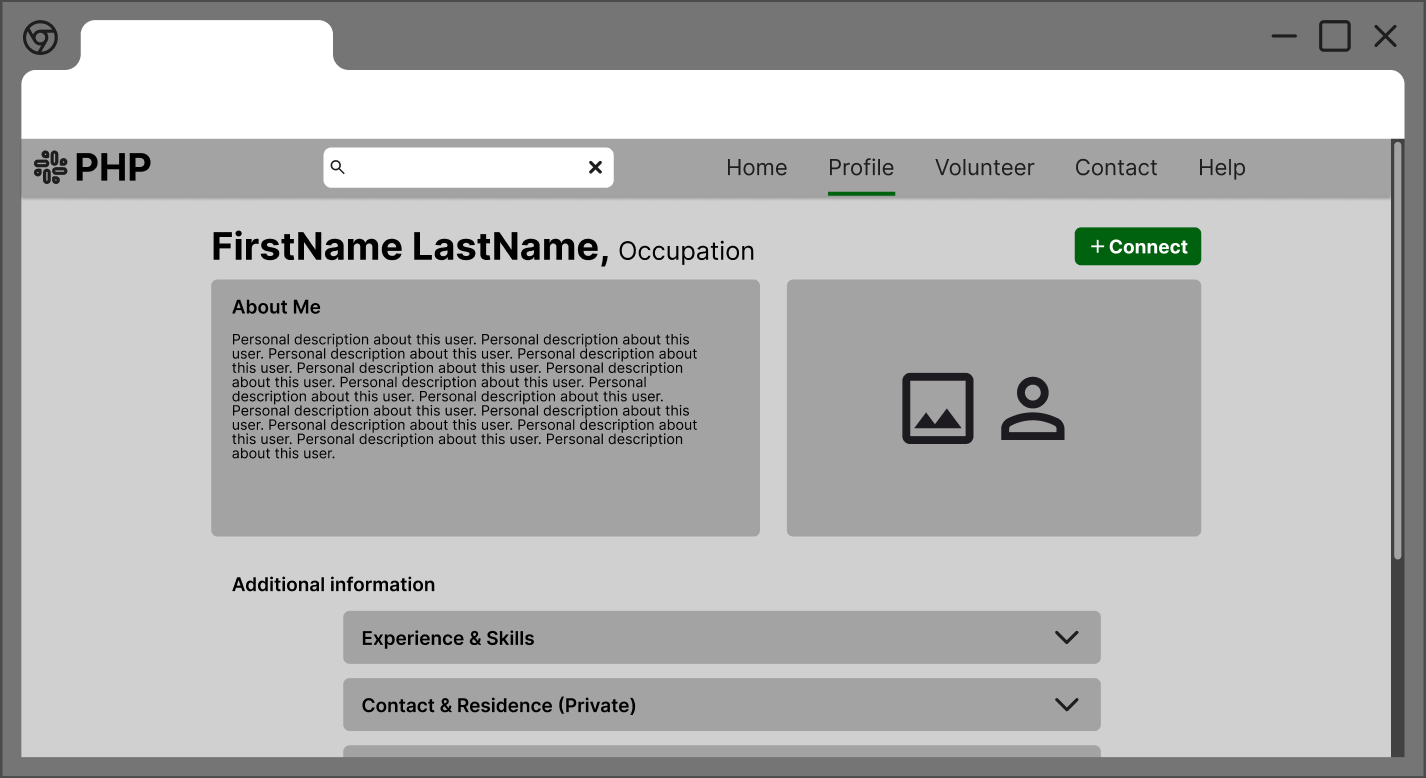 PHP
Home Profile Volunteer Contact Help
FirstName LastName, Occupation
+ Connect
About Me
Personal description about this user. Personal description about this
user. Personal description about this user. Personal description about
this user. Personal description about this user. Personal description
about this user. Personal description about this user. Personal
description about this user. Personal description about this user.
Personal description about this user. Personal description about this
user. Personal description about this user. Personal description about
this user. Personal description about this user. Personal description
about this user.
Additional information
Experience & Skills
Contact & Residence (Private)